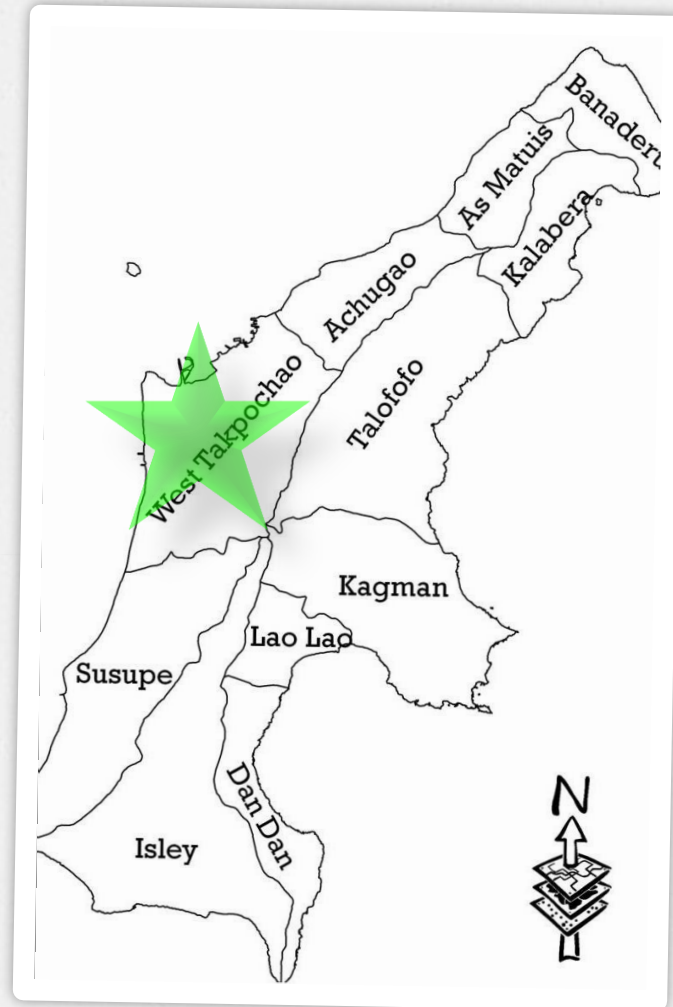 Banaderu
As Matuis
Kalabera
Achugao
Talofofo
West Takpochao
Kagman
Lao Lao
Susupe
Dan Dan
Isley
N